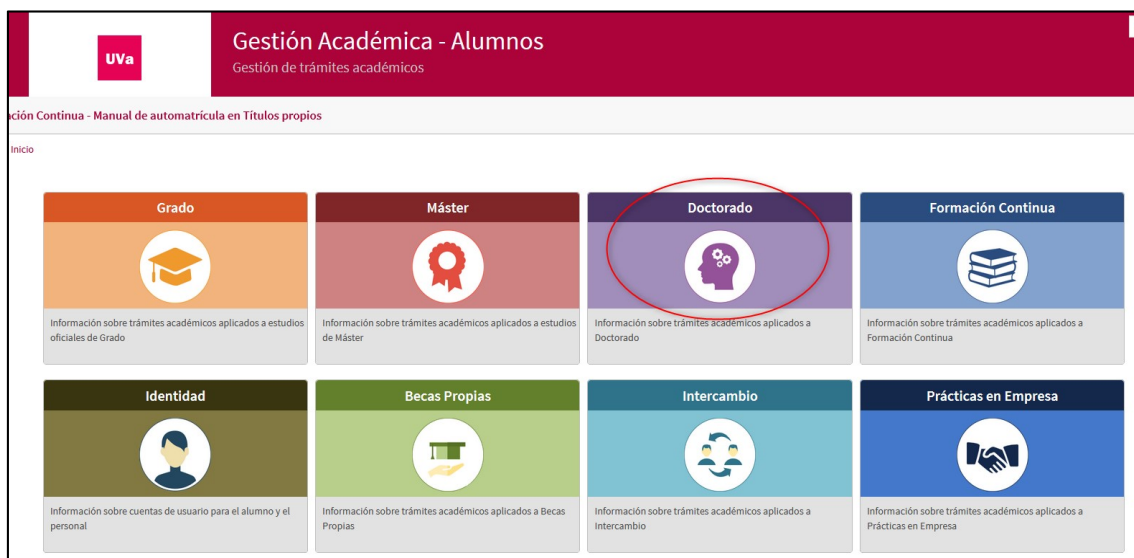 UVa
Gestión Académica - Alumnos
Gestión de trámites académicos
ción Continua - Manual de automatrícula en Títulos propios
Inicio
Grado
Información sobre trámites académicos aplicados a estudios
oficiales de Grado
Máster
Información sobre trámites académicos aplicados a estudios
de Máster
Doctorado
Información sobre trámites académicos aplicados a
Doctorado
Formación Continua
Información sobre trámites académicos aplicados a
Formación Continua
Identidad
Información sobre cuentas de usuario para el alumno y el
personal
Becas Propias
Información sobre trámites académicos aplicados a Becas
Propias
Intercambio
Información sobre trámites académicos aplicados a
Intercambio
Prácticas en Empresa
Información sobre trámites académicos aplicados a
Prácticas en Empresa